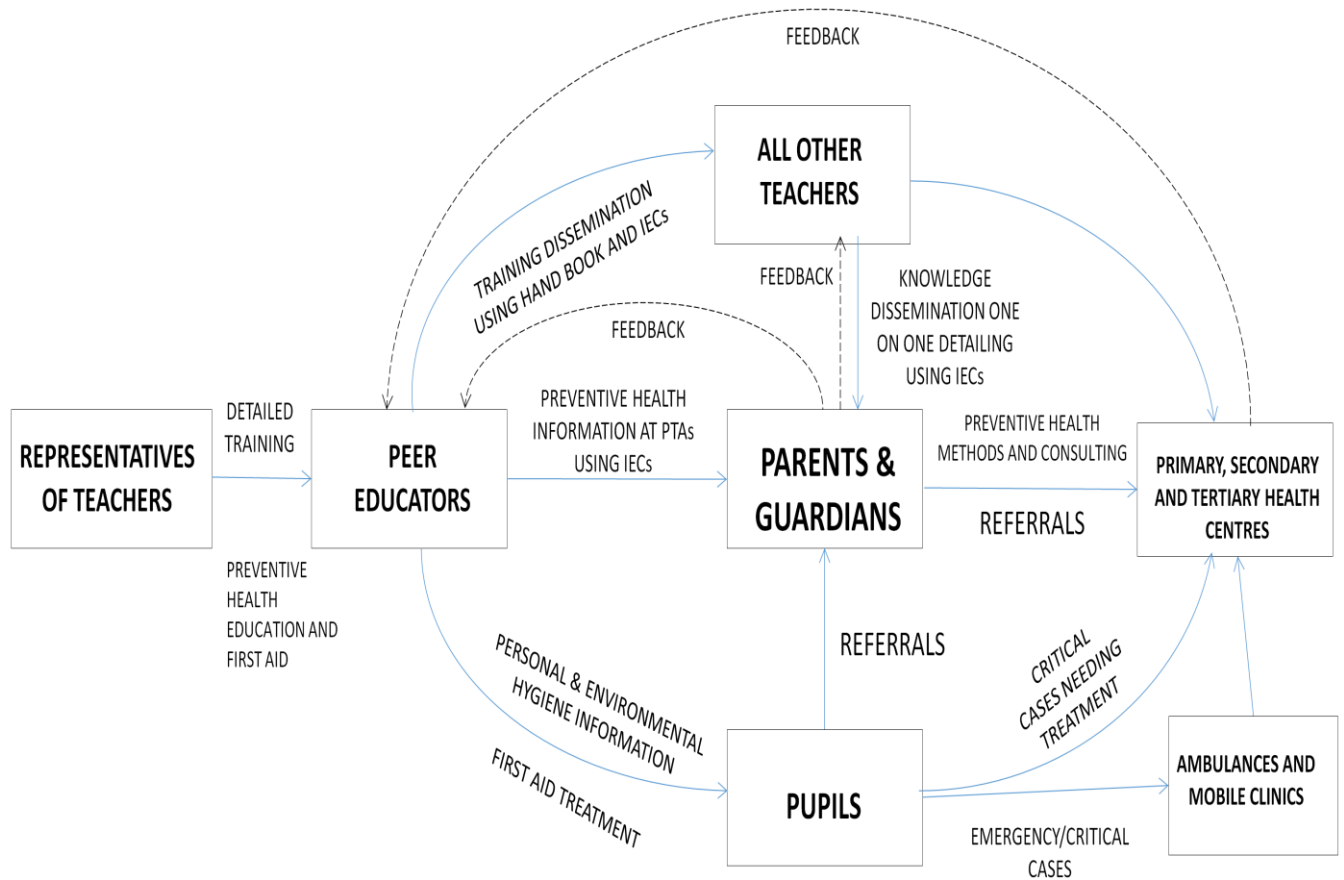 FEEDBACK
ALL OTHER
TEACHERS
TRAINING DISSEMINATION
USING HAND BOOK AND IECs
FEEDBACK
KNOWLEDGE
DISSEMINATION ONE
ON ONE DETAILING
USING IECs
FEEDBACK
DETAILED
TRAINING
REPRESENTATIVES
OF TEACHERS
PEER
EDUCATORS
PREVENTIVE HEALTH
INFORMATION AT PTAs
USING IECs
PARENTS &
GUARDIANS
PREVENTIVE HEALTH
METHODS AND CONSULTING
REFERRALS
PRIMARY, SECONDARY
AND TERTIARY HEALTH
CENTRES
PREVENTIVE
HEALTH
EDUCATION AND
FIRST AID
PERSONAL & ENVIRONMENTAL
HYGIENE INFORMATION
FIRST AID TREATMENT
REFERRALS
CRITICAL
CASES NEEDING
TREATMENT
PUPILS
AMBULANCES AND
MOBILE CLINICS
EMERGENCY/CRITICAL
CASES